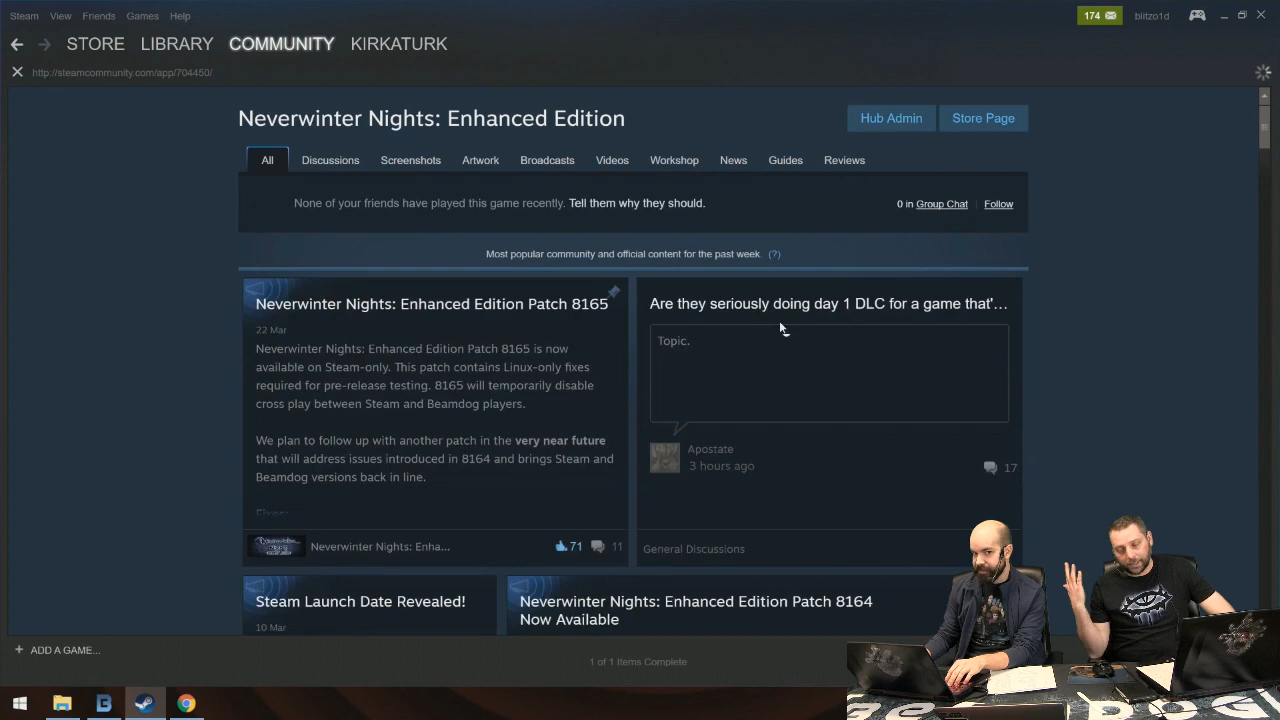 Steam View Friends Games Help
174
blitzo1d
STORE LIBRARY COMMUNITY KIRKATURK
http://steamcommunity.com/app/704450/
Neverwinter Nights: Enhanced Edition
Hub Admin
Store Page
All Discussions Screenshots Artwork Broadcasts Videos Workshop News Guides Reviews
None of your friends have played this game recently. Tell them why they should.
0 in Group Chat | Follow
Most popular community and official content for the past week. (?)
Neverwinter Nights: Enhanced Edition Patch 8165
22 Mar
Neverwinter Nights: Enhanced Edition Patch 8165 is now
available on Steam-only. This patch contains Linux-only fixes
required for pre-release testing. 8165 will temporarily disable
cross play between Steam and Beamdog players.
We plan to follow up with another patch in the very near future
that will address issues introduced in 8164 and brings Steam and
Beamdog versions back in line.
Fixes:
Neverwinter Nights: Enha...
71
11
Are they seriously doing day 1 DLC for a game that'...
Topic.
Apostate
3 hours ago
17
General Discussions
Steam Launch Date Revealed!
10 Mar
Neverwinter Nights: Enhanced Edition Patch 8164
Now Available
+ ADD A GAME...
1 of 1 Items Complete